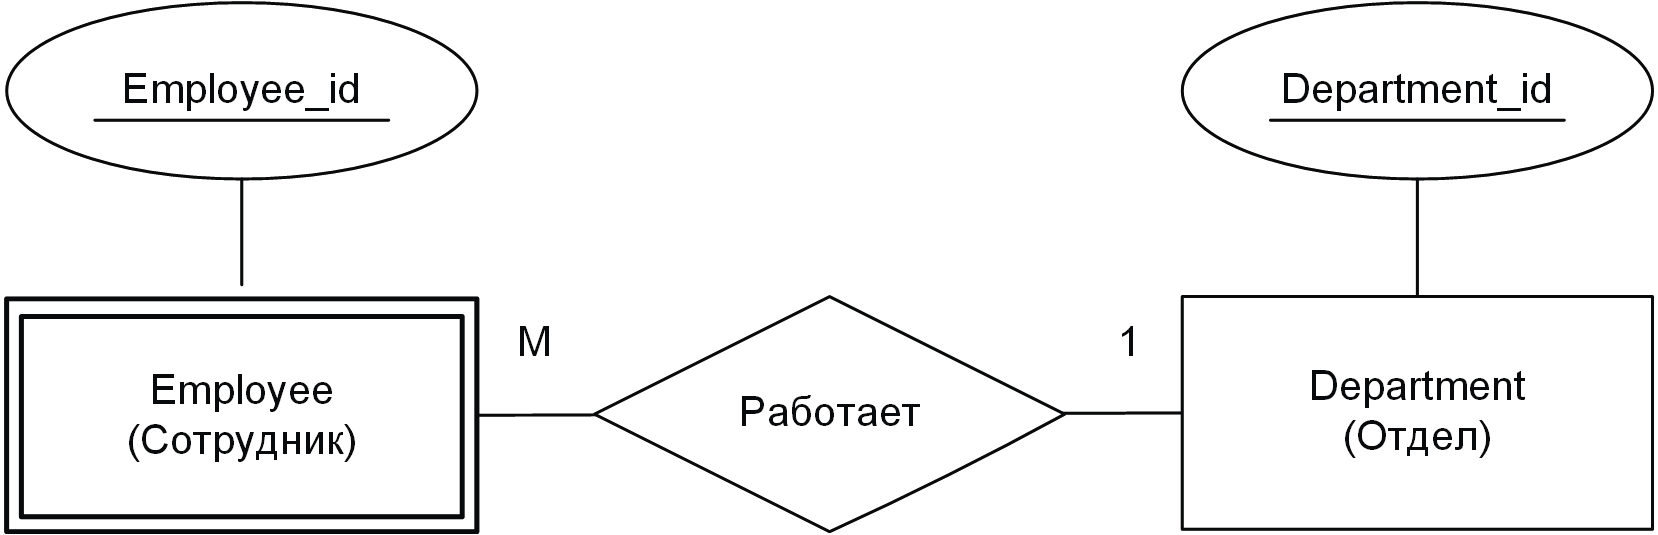 Employee_id
Department_id
Employee
(Сотрудник)
M
Работает
1
Department
(Отдел)